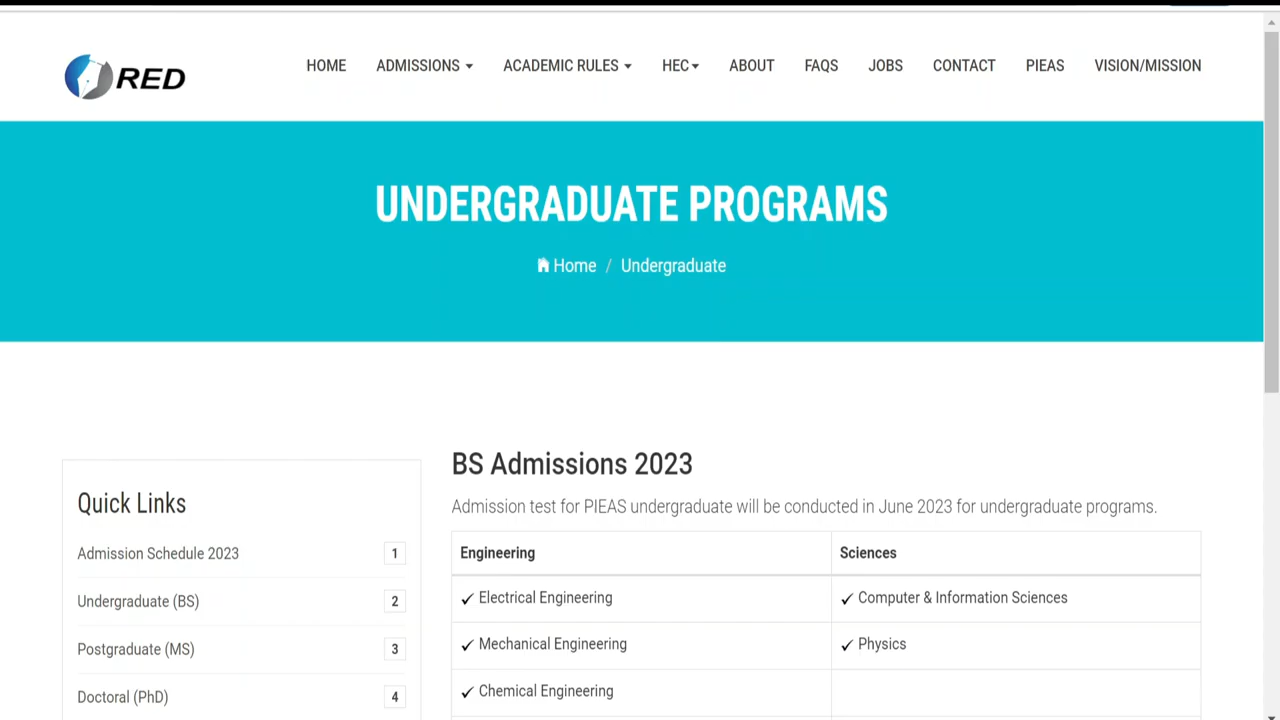 RED
HOME ADMISSIONS ACADEMIC RULES HEC ABOUT FAQS JOBS CONTACT PIEAS VISION/MISSION
UNDERGRADUATE PROGRAMS
Home / Undergraduate
Quick Links
Admission Schedule 2023 1
Undergraduate (BS) 2
Postgraduate (MS) 3
Doctoral (PhD) 4
BS Admissions 2023
Admission test for PIEAS undergraduate will be conducted in June 2023 for undergraduate programs.
Engineering Sciences
✓ Electrical Engineering ✓ Computer & Information Sciences
✓ Mechanical Engineering ✓ Physics
✓ Chemical Engineering